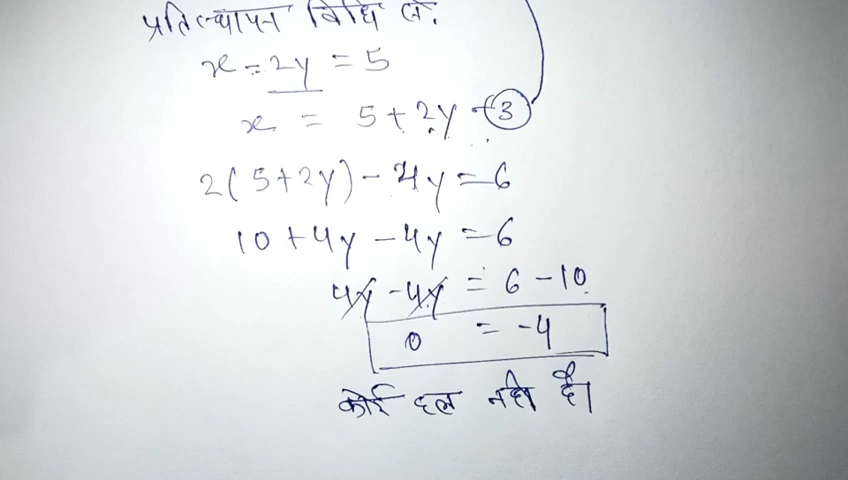 प्रतिस्थापन विधि से.
x - 2y = 5
x = 5 + 2y - ③
2(5+2y) - 4y = 6
10 + 4y - 4y = 6
4y - 4y = 6 - 10
0 = -4
कोई हल नही है।